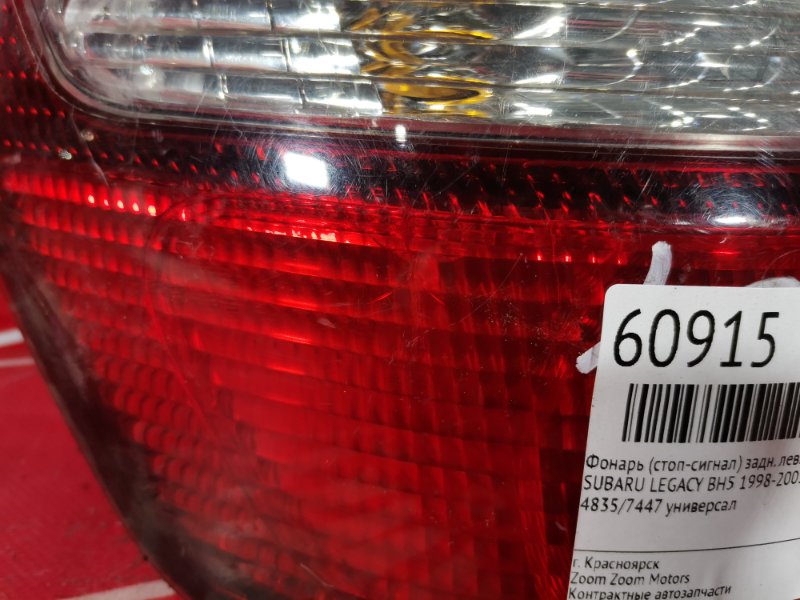 60915
Фонарь (стоп-сигнал) задн. лев.
SUBARU LEGACY BH5 1998-2003
4835/7447 универсал
г. Красноярск
Zoom Zoom Motors
Контрактные автозапчасти